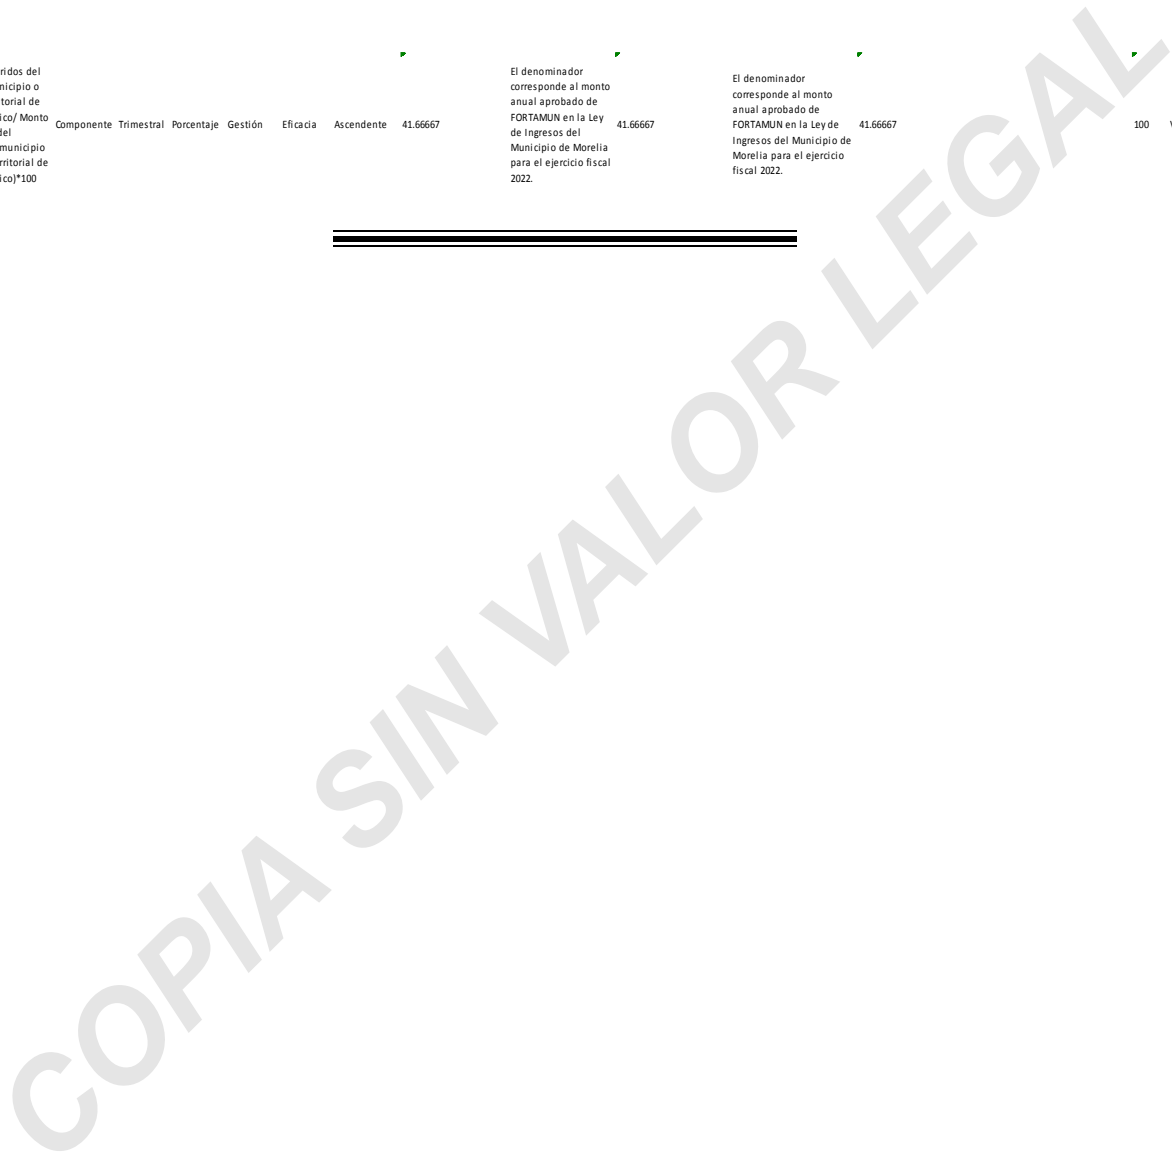 ridos del
nicipio o
torial de
ico/ Monto
del
municipio
rritorial de
ico)*100
Componente Trimestral Porcentaje Gestión Eficacia Ascendente 41.66667
El denominador
corresponde al monto
anual aprobado de
FORTAMUN en la Ley
de Ingresos del
Municipio de Morelia
para el ejercicio fiscal
2022.
41.66667
El denominador
corresponde al monto
anual aprobado de
FORTAMUN en la Ley de
Ingresos del Municipio de
Morelia para el ejercicio
fiscal 2022.
41.66667
100
COPIA SIN VALOR LEGAL